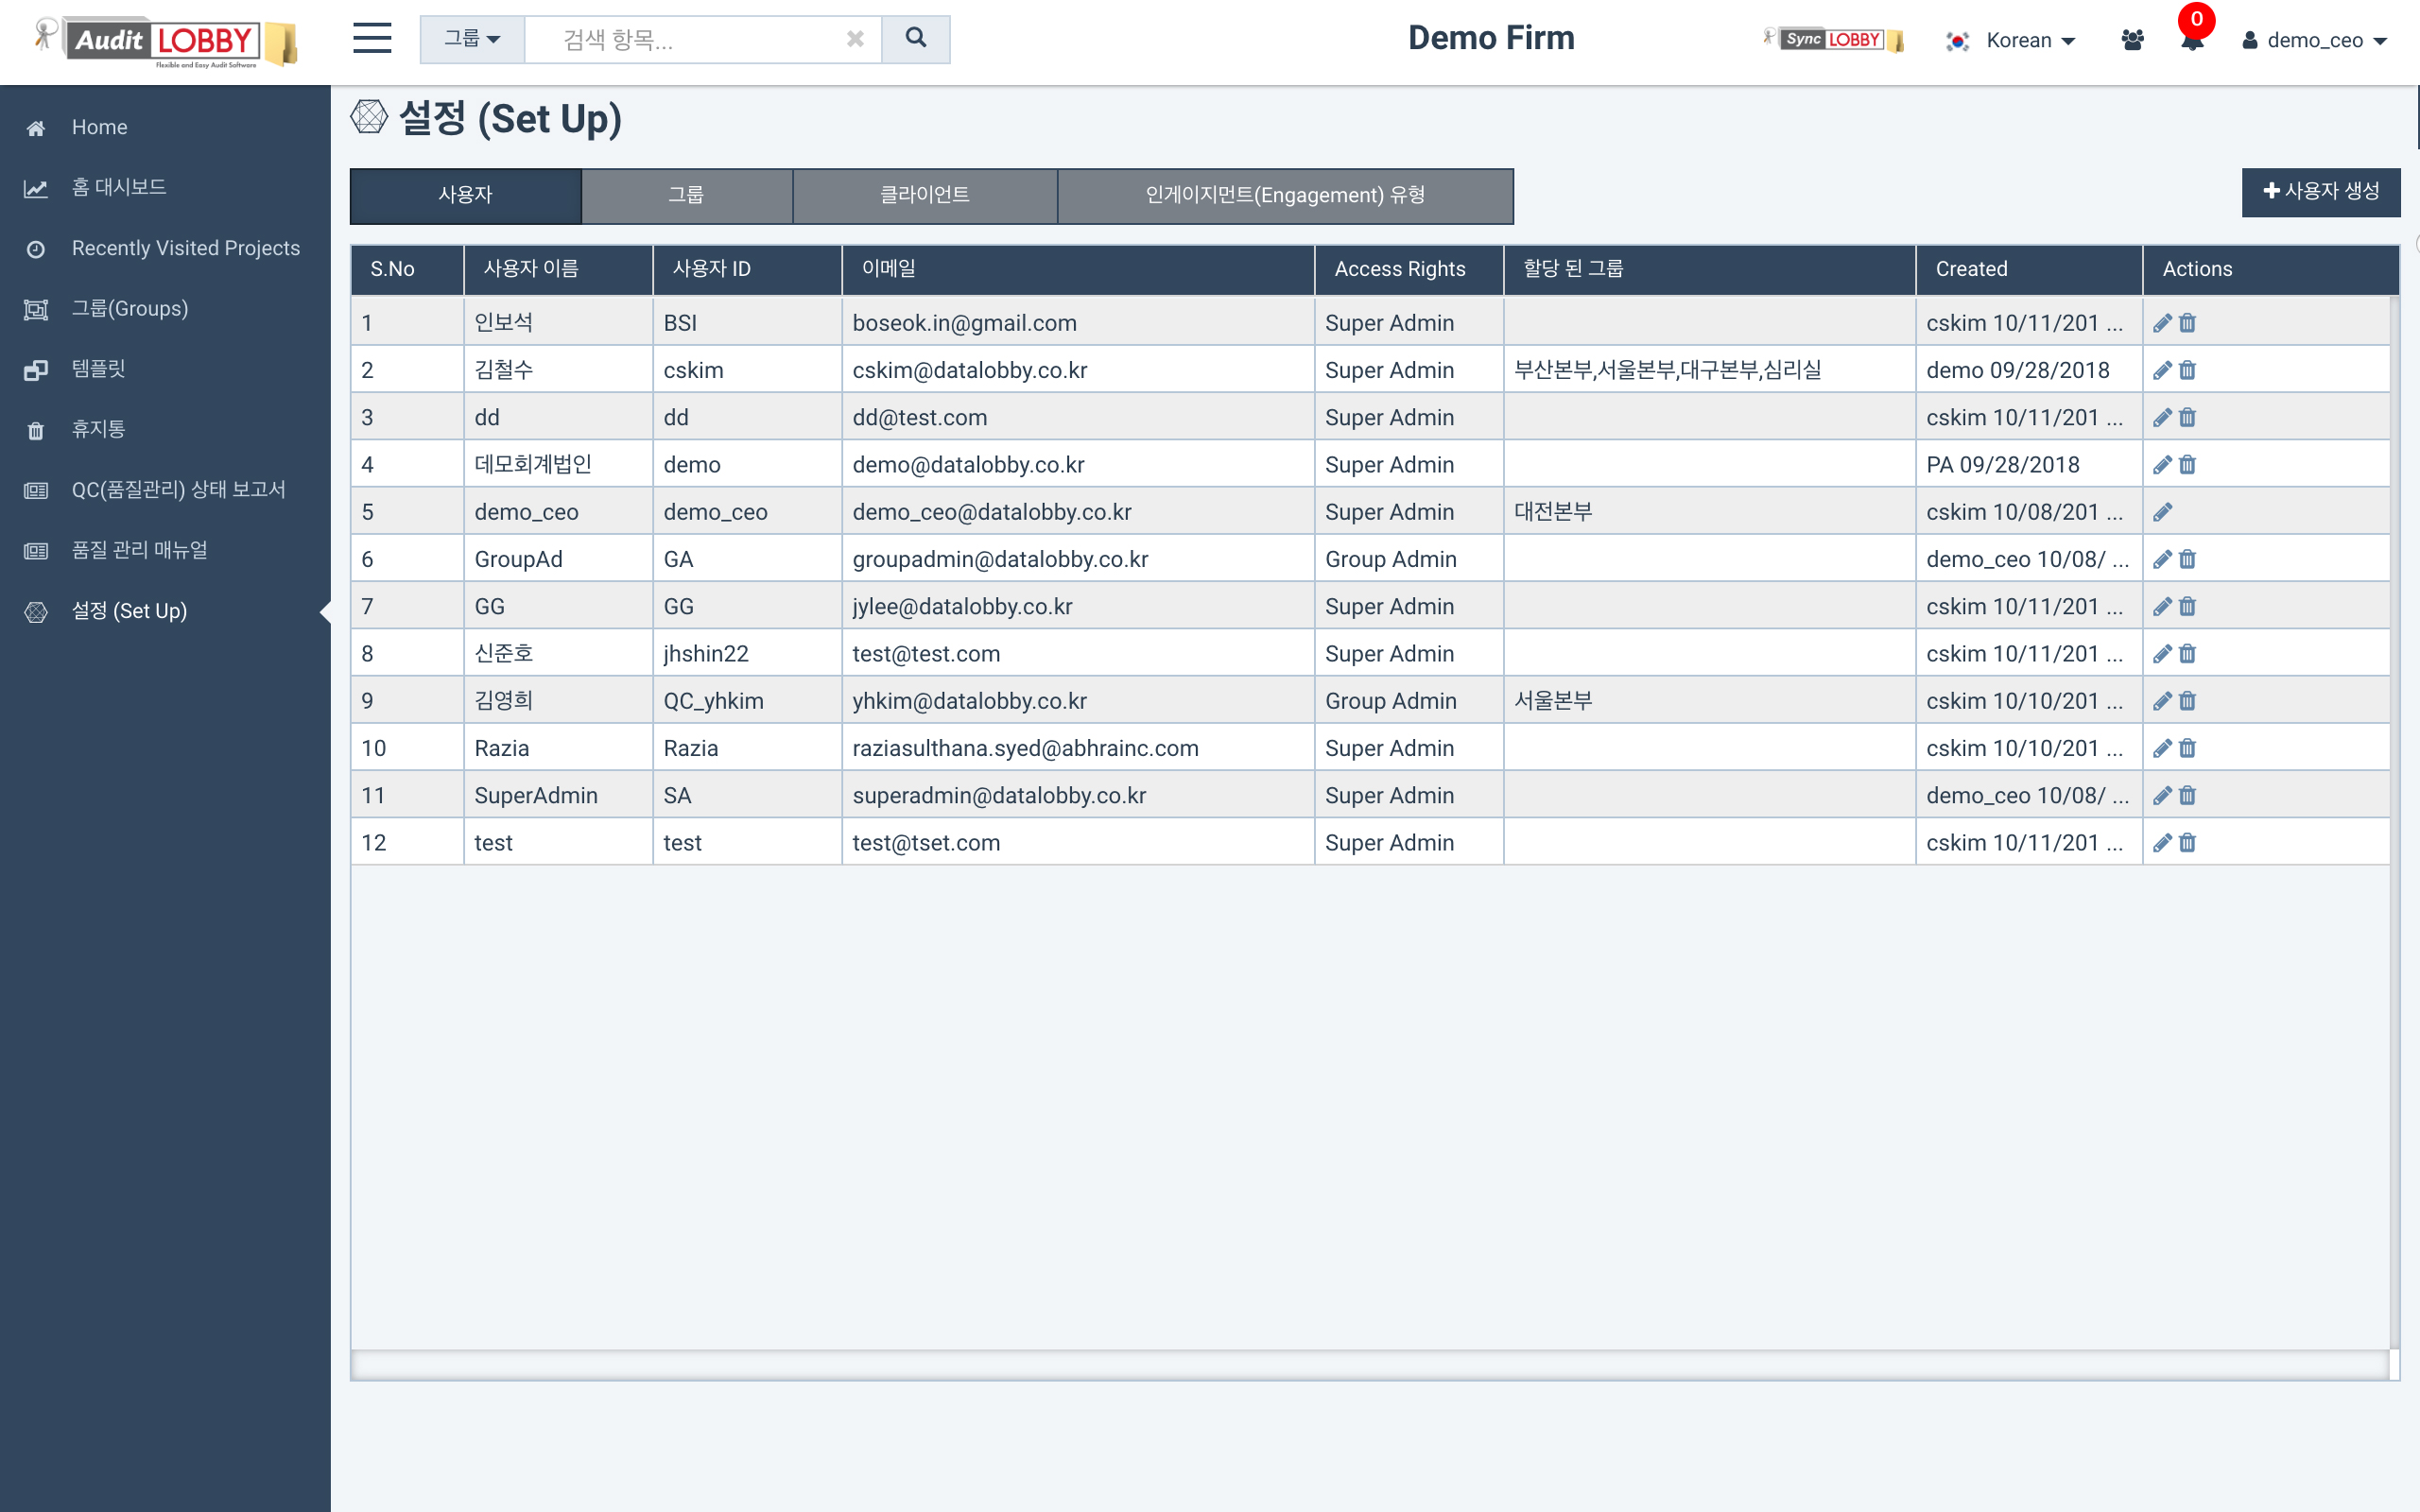 Audit LOBBY
Flexible and Easy Audit Software
그룹
검색 항목...
Demo Firm
Sync LOBBY
Korean
0
demo_ceo
Home
홈 대시보드
Recently Visited Projects
그룹(Groups)
템플릿
휴지통
QC(품질관리) 상태 보고서
품질 관리 매뉴얼
설정 (Set Up)
설정 (Set Up)
사용자 그룹 클라이언트 인게이지먼트(Engagement) 유형
사용자 생성
S.No 사용자 이름 사용자 ID 이메일 Access Rights 할당 된 그룹 Created Actions
1 인보석 BSI boseok.in@gmail.com Super Admin cskim 10/11/201 ...
2 김철수 cskim cskim@datalobby.co.kr Super Admin 부산본부,서울본부,대구본부,심리실 demo 09/28/2018
3 dd dd dd@test.com Super Admin cskim 10/11/201 ...
4 데모회계법인 demo demo@datalobby.co.kr Super Admin PA 09/28/2018
5 demo_ceo demo_ceo demo_ceo@datalobby.co.kr Super Admin 대전본부 cskim 10/08/201 ...
6 GroupAd GA groupadmin@datalobby.co.kr Group Admin demo_ceo 10/08/ ...
7 GG GG jylee@datalobby.co.kr Super Admin cskim 10/11/201 ...
8 신준호 jhshin22 test@test.com Super Admin cskim 10/11/201 ...
9 김영희 QC_yhkim yhkim@datalobby.co.kr Group Admin 서울본부 cskim 10/10/201 ...
10 Razia Razia raziasulthana.syed@abhrainc.com Super Admin cskim 10/10/201 ...
11 SuperAdmin SA superadmin@datalobby.co.kr Super Admin demo_ceo 10/08/ ...
12 test test test@tset.com Super Admin cskim 10/11/201 ...